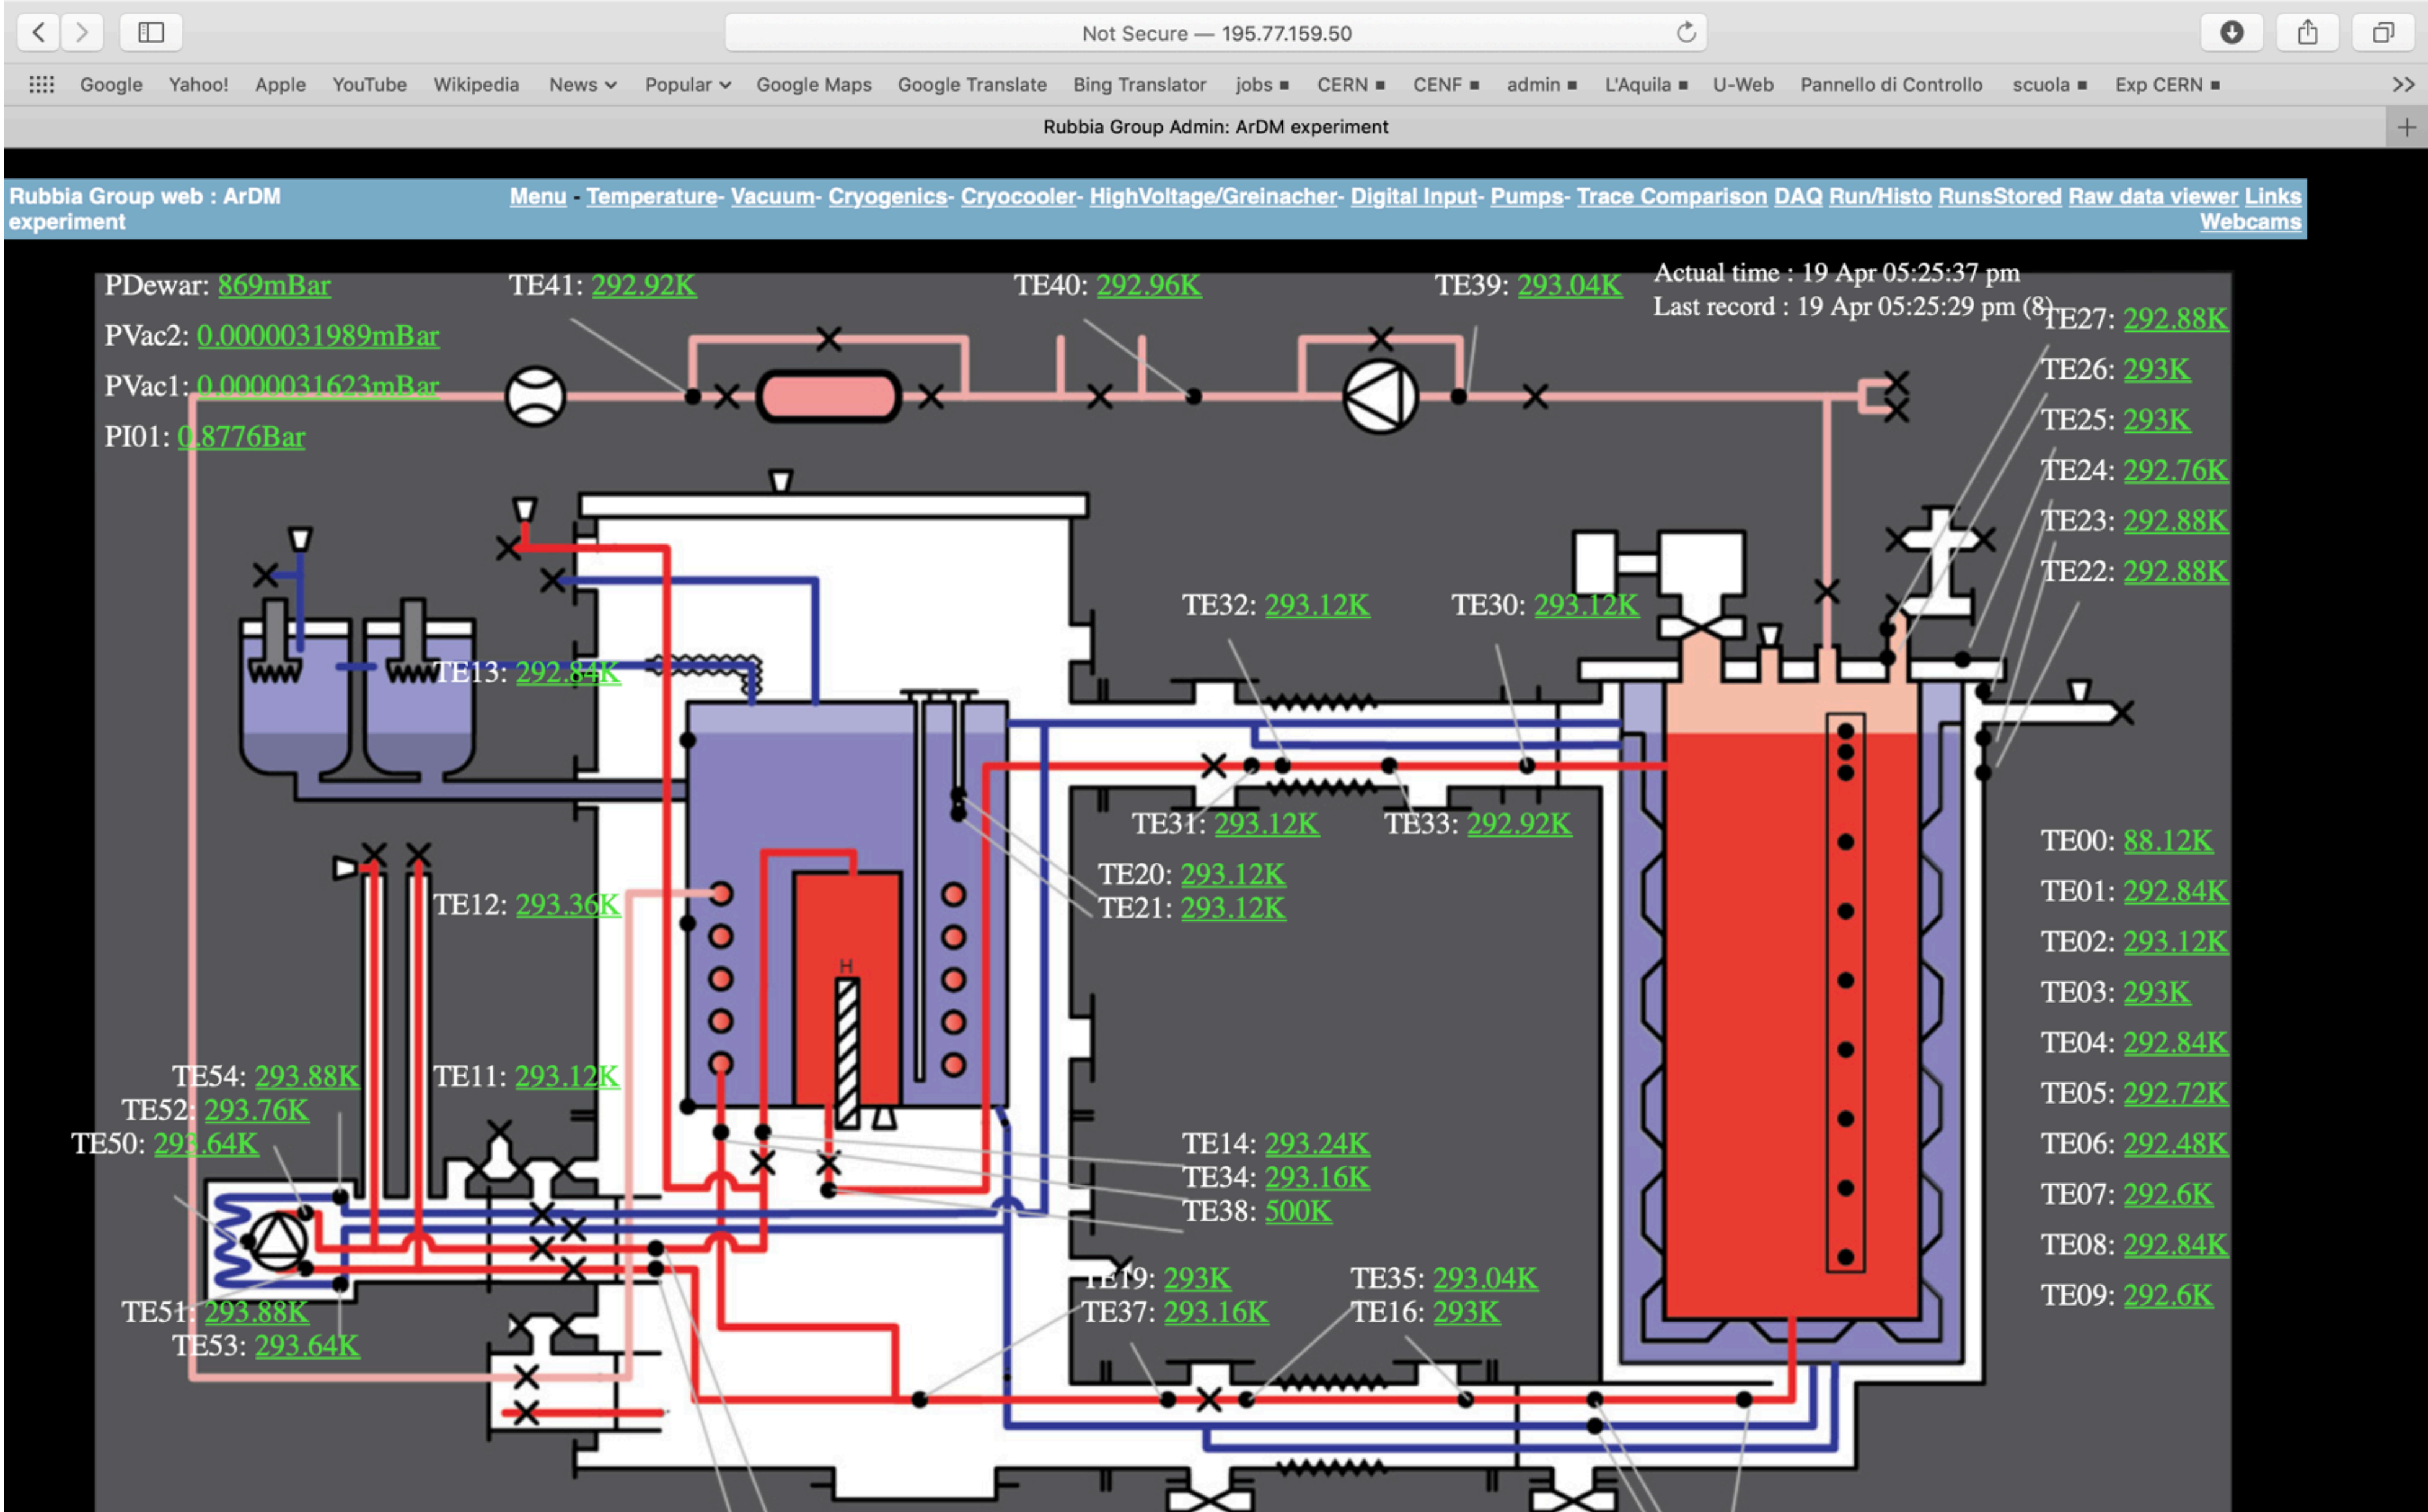 Not Secure — 195.77.159.50
Google Yahoo! Apple YouTube Wikipedia News Popular Google Maps Google Translate Bing Translator jobs CERN CENF admin L'Aquila U-Web Pannello di Controllo scuola Exp CERN
Rubbia Group Admin: ArDM experiment
Rubbia Group web : ArDM experiment
Menu - Temperature- Vacuum- Cryogenics- Cryocooler- HighVoltage/Greinacher- Digital Input- Pumps- Trace Comparison DAQ Run/Histo RunsStored Raw data viewer Links
Webcams
PDewar: 869mBar
TE41: 292.92K
TE40: 292.96K
TE39: 293.04K
Actual time : 19 Apr 05:25:37 pm
Last record : 19 Apr 05:25:29 pm (8)
PVac2: 0.0000031989mBar
PVac1: 0.0000031623mBar
PI01: 0.8776Bar
TE27: 292.88K
TE26: 293K
TE25: 293K
TE24: 292.76K
TE23: 292.88K
TE22: 292.88K
TE32: 293.12K
TE30: 293.12K
TE13: 292.84K
TE31: 293.12K
TE33: 292.92K
TE20: 293.12K
TE21: 293.12K
TE12: 293.36K
H
TE00: 88.12K
TE01: 292.84K
TE02: 293.12K
TE03: 293K
TE04: 292.84K
TE05: 292.72K
TE06: 292.48K
TE07: 292.6K
TE08: 292.84K
TE09: 292.6K
TE54: 293.88K
TE11: 293.12K
TE52: 293.76K
TE50: 293.64K
TE14: 293.24K
TE34: 293.16K
TE38: 500K
TE19: 293K
TE35: 293.04K
TE37: 293.16K
TE16: 293K
TE51: 293.88K
TE53: 293.64K